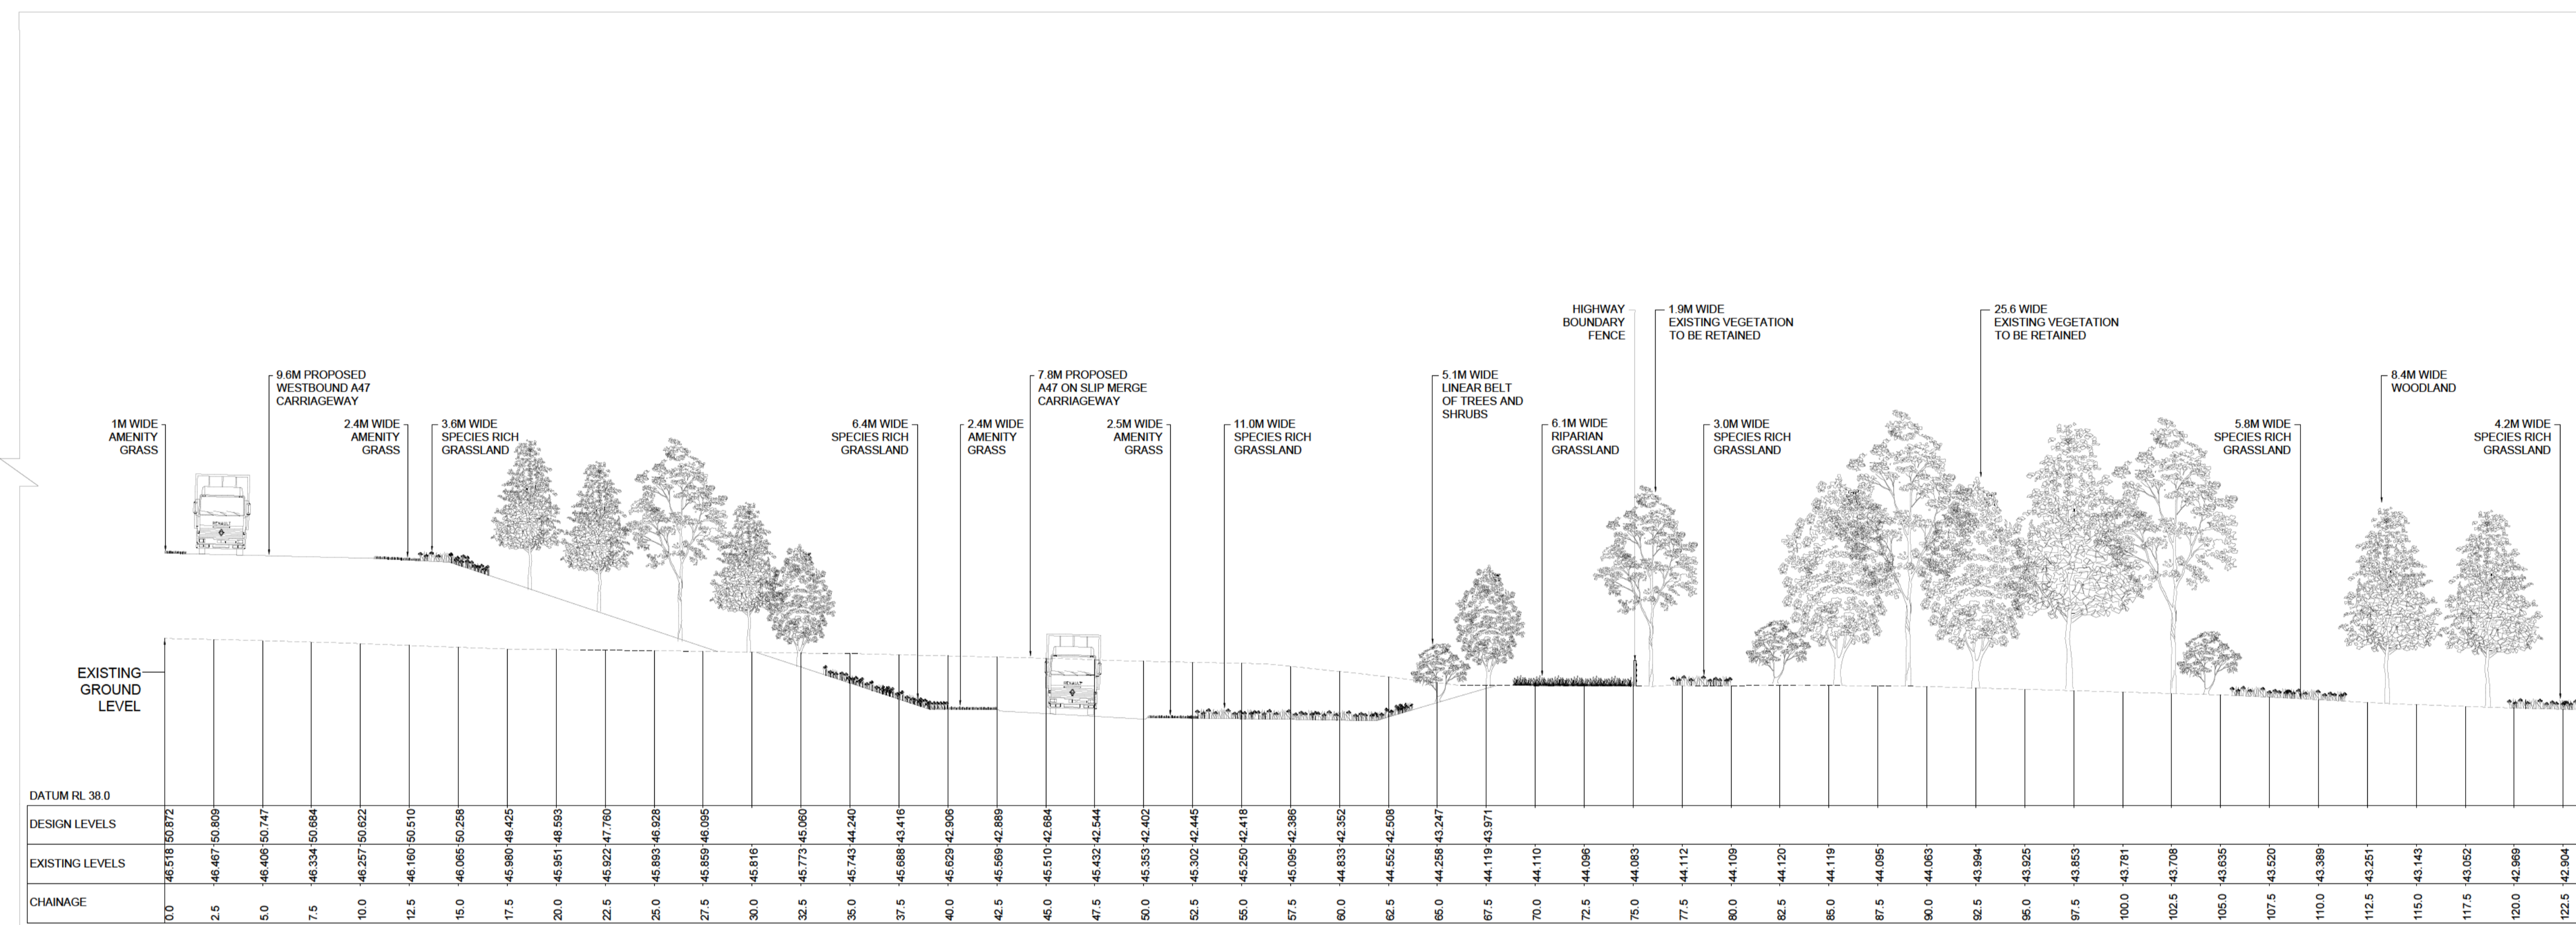 HIGHWAY
BOUNDARY
FENCE
1.9M WIDE
EXISTING VEGETATION
TO BE RETAINED
25.6 WIDE
EXISTING VEGETATION
TO BE RETAINED
9.6M PROPOSED
WESTBOUND A47
CARRIAGEWAY
7.8M PROPOSED
A47 ON SLIP MERGE
CARRIAGEWAY
5.1M WIDE
LINEAR BELT
OF TREES AND
SHRUBS
8.4M WIDE
WOODLAND
1M WIDE
AMENITY
GRASS
2.4M WIDE
AMENITY
GRASS
3.6M WIDE
SPECIES RICH
GRASSLAND
6.4M WIDE
SPECIES RICH
GRASSLAND
2.4M WIDE
AMENITY
GRASS
2.5M WIDE
AMENITY
GRASS
11.0M WIDE
SPECIES RICH
GRASSLAND
6.1M WIDE
RIPARIAN
GRASSLAND
3.0M WIDE
SPECIES RICH
GRASSLAND
5.8M WIDE
SPECIES RICH
GRASSLAND
4.2M WIDE
SPECIES RICH
GRASSLAND
RENAULT
RENAULT
EXISTING
GROUND
LEVEL
DATUM RL 38.0
DESIGN LEVELS 50.872 50.809 50.747 50.684 50.622 50.510 50.258 49.425 48.593 47.760 46.928 46.095 45.060 44.240 43.416 42.906 42.889 42.684 42.544 42.402 42.445 42.418 42.386 42.352 42.508 43.247 43.971
EXISTING LEVELS 46.518 46.467 46.406 46.334 46.257 46.160 46.065 45.980 45.951 45.922 45.893 45.859 45.816 45.773 45.743 45.688 45.629 45.569 45.510 45.432 45.353 45.302 45.250 45.095 44.833 44.552 44.258 44.119 44.110 44.096 44.083 44.112 44.109 44.120 44.119 44.095 44.063 43.994 43.925 43.853 43.781 43.708 43.635 43.520 43.389 43.251 43.143 43.052 42.969 42.904
CHAINAGE 0.0 2.5 5.0 7.5 10.0 12.5 15.0 17.5 20.0 22.5 25.0 27.5 30.0 32.5 35.0 37.5 40.0 42.5 45.0 47.5 50.0 52.5 55.0 57.5 60.0 62.5 65.0 67.5 70.0 72.5 75.0 77.5 80.0 82.5 85.0 87.5 90.0 92.5 95.0 97.5 100.0 102.5 105.0 107.5 110.0 112.5 115.0 117.5 120.0 122.5